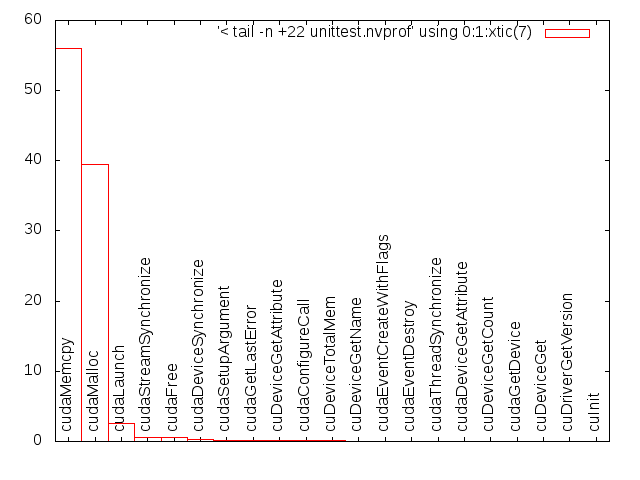 '< tail -n +22 unittest.nvprof' using 0:1:xtic(7)
60
50
40
30
20
10
0
cudaMemcpy
cudaMalloc
cudaLaunch
cudaStreamSynchronize
cudaFree
cudaDeviceSynchronize
cudaSetupArgument
cudaGetLastError
cuDeviceGetAttribute
cudaConfigureCall
cuDeviceTotalMem
cuDeviceGetName
cudaEventCreateWithFlags
cudaEventDestroy
cudaThreadSynchronize
cudaDeviceGetAttribute
cuDeviceGetCount
cudaGetDevice
cuDeviceGet
cuDriverGetVersion
cuInit